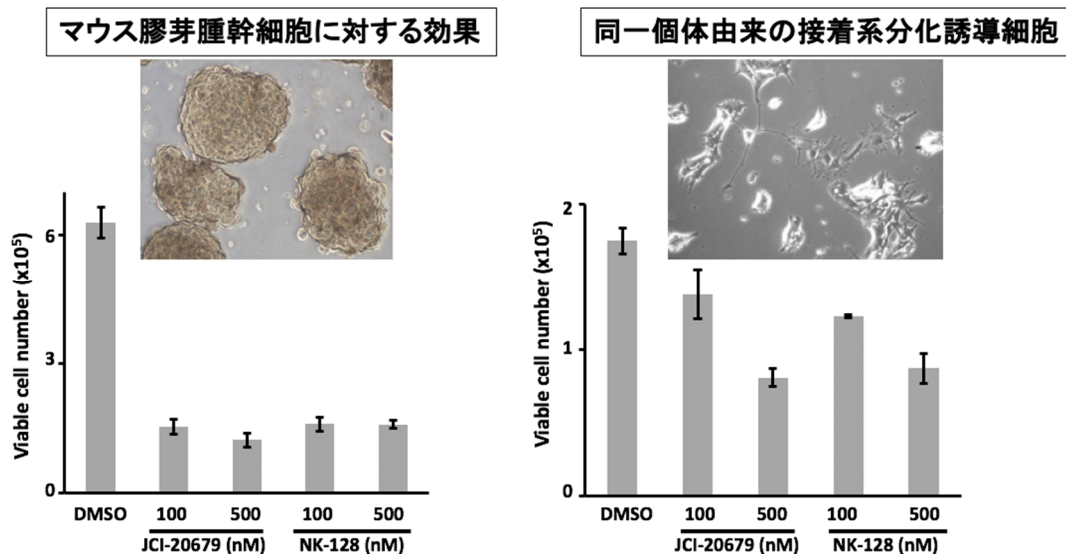 マウス膠芽腫幹細胞に対する効果
Viable cell number (x10⁵)
6
3
0
DMSO 100 500 100 500
JCI-20679 (nM) NK-128 (nM)
同一個体由来の接着系分化誘導細胞
Viable cell number (x10⁵)
2
1
0
DMSO 100 500 100 500
JCI-20679 (nM) NK-128 (nM)